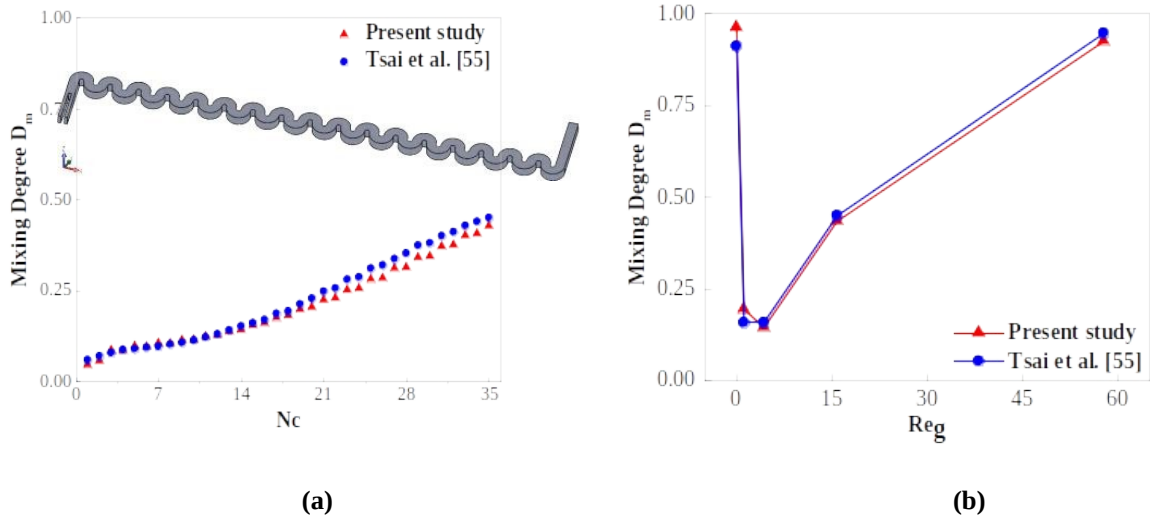 1.00
0.75
0.50
0.25
0.00
Mixing Degree Dm
Present study
Tsai et al. [55]
0 7 14 21 28 35
Nc
(a)
1.00
0.75
0.50
0.25
0.00
Mixing Degree Dm
Present study
Tsai et al. [55]
0 15 30 45 60
Reg
(b)